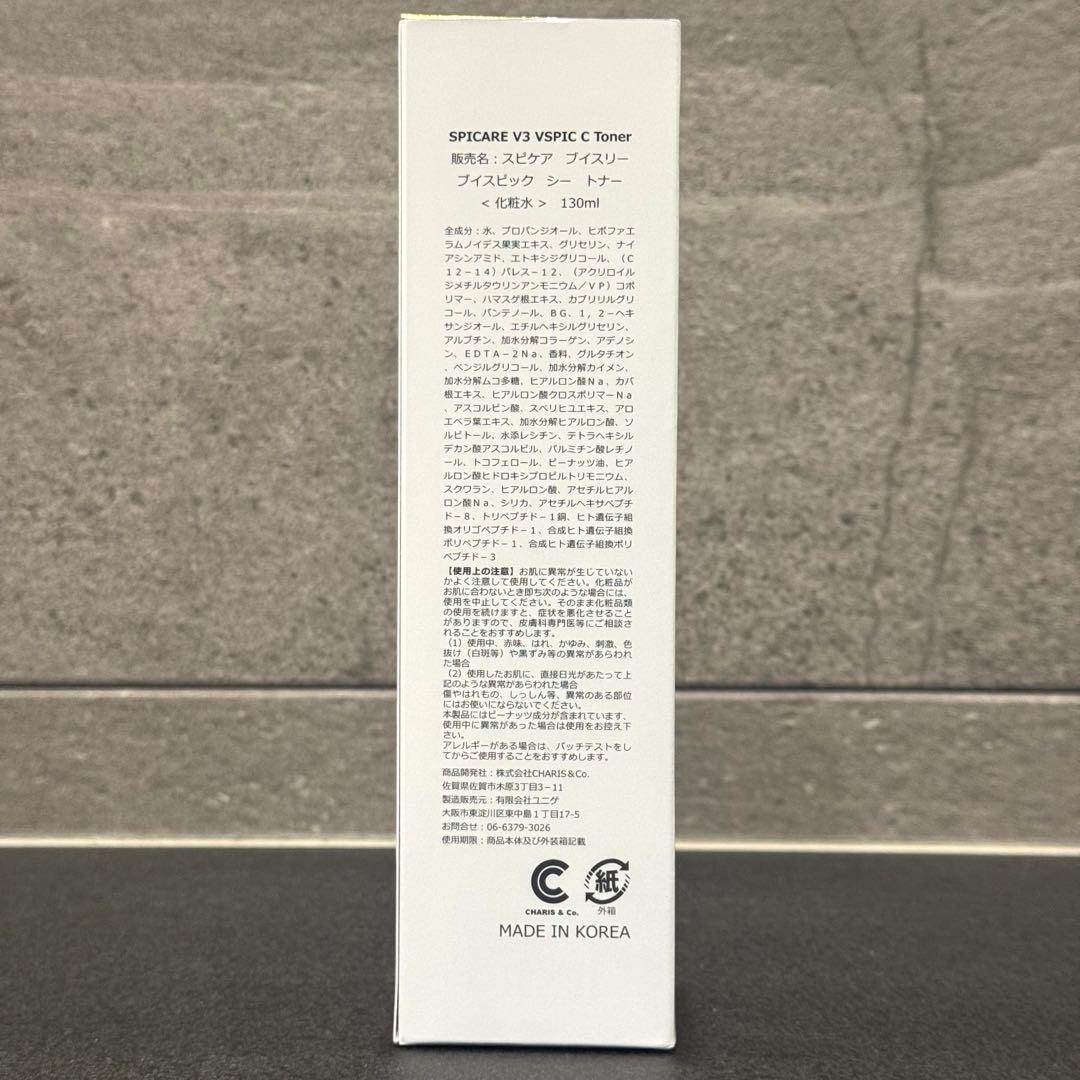 SPICARE V3 VSPIC C Toner
販売名：スピケア　ブイスリー
ブイスピック　シー　トナー
＜化粧水＞　130ml
全成分：水、プロパンジオール、ヒポファエ
ラムノイデス果実エキス、グリセリン、ナイ
アシンアミド、エトキシジグリコール、（Ｃ
１２－１４）パレス－１２、（アクリロイル
ジメチルタウリンアンモニウム／ＶＰ）コポ
リマー、ハマスゲ根エキス、カプリリルグリ
コール、パンテノール、ＢＧ、１，２－ヘキ
サンジオール、エチルヘキシルグリセリン、
アルブチン、加水分解コラーゲン、アデノシ
ン、ＥＤＴＡ－２Ｎａ、香料、グルタチオン
、ベンジルグリコール、加水分解カイメン、
加水分解ムコ多糖、ヒアルロン酸Ｎａ、カバ
根エキス、ヒアルロン酸クロスポリマーＮａ
、アスコルビン酸、スベリヒユエキス、アロ
エベラ葉エキス、加水分解ヒアルロン酸、ソ
ルビトール、水添レシチン、テトラヘキシル
デカン酸アスコルビル、パルミチン酸レチノ
ール、トコフェロール、ピーナッツ油、ヒア
ルロン酸ヒドロキシプロピルトリモニウム、
スクワラン、ヒアルロン酸、アセチルヒアル
ロン酸Ｎａ、シリカ、アセチルヘキサペプチ
ド－８、トリペプチド－１銅、ヒト遺伝子組
換オリゴペプチド－１、合成ヒト遺伝子組換
ポリペプチド－１、合成ヒト遺伝子組換ポリ
ペプチド－３
【使用上の注意】お肌に異常が生じていない
かよく注意して使用してください。化粧品が
お肌に合わないとき即ち次のような場合には、
使用を中止してください。そのまま化粧品類
の使用を続けますと、症状を悪化させること
がありますので、皮膚科専門医等にご相談さ
れることをおすすめします。
（1）使用中、赤味、はれ、かゆみ、刺激、色
抜け（白斑等）や黒ずみ等の異常があらわれ
た場合
（2）使用したお肌に、直接日光があたって上
記のような異常があらわれた場合
傷やはれもの、しっしん等、異常のある部位
にはお使いにならないでください。
本製品にはピーナッツ成分が含まれています、
使用中に異常があった場合は使用をお控え下
さい。
アレルギーがある場合は、パッチテストをし
てからご使用することをおすすめします。
商品開発社：株式会社CHARIS＆Co.
佐賀県佐賀市木原3丁目3－11
製造販売元：有限会社ユニゲ
大阪市東淀川区東中島１丁目17-5
お問合せ：06-6379-3026
使用期限：商品本体及び外装箱記載
紙
CHARIS & Co.　外箱
MADE IN KOREA